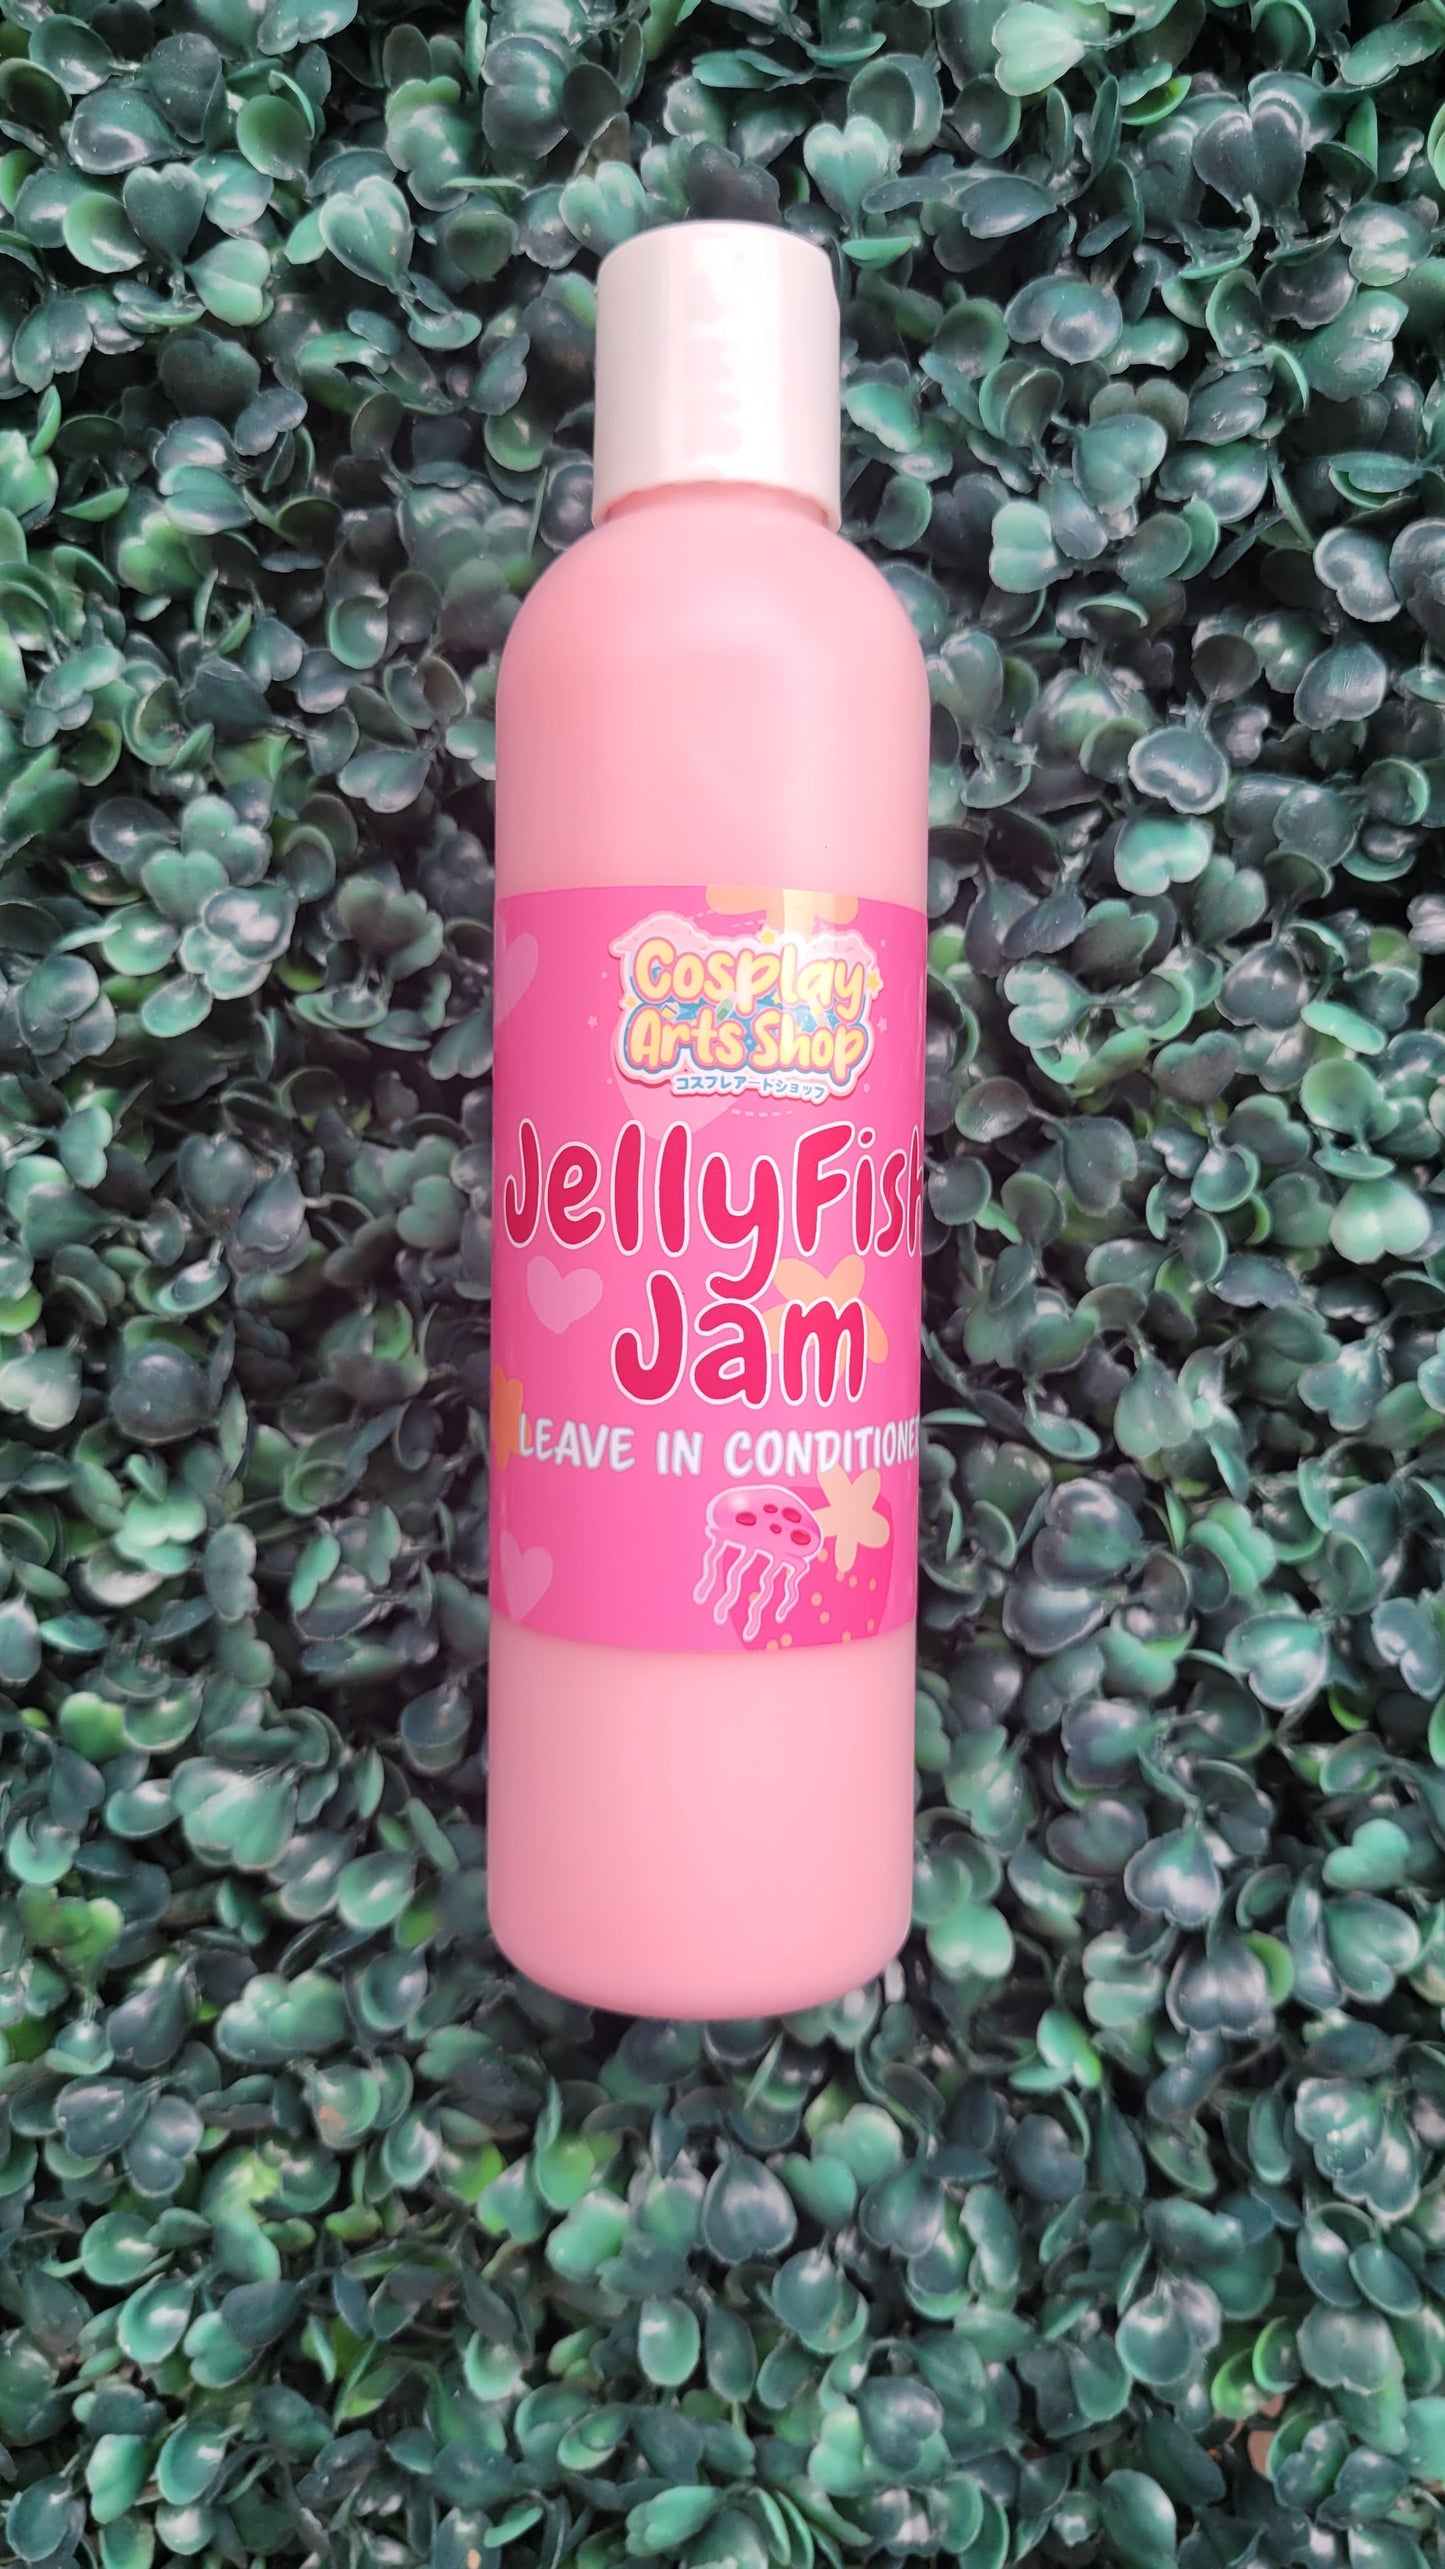 Cosplay
Arts Shop
コスプレアートショップ
JellyFish
Jam
LEAVE IN CONDITIONER